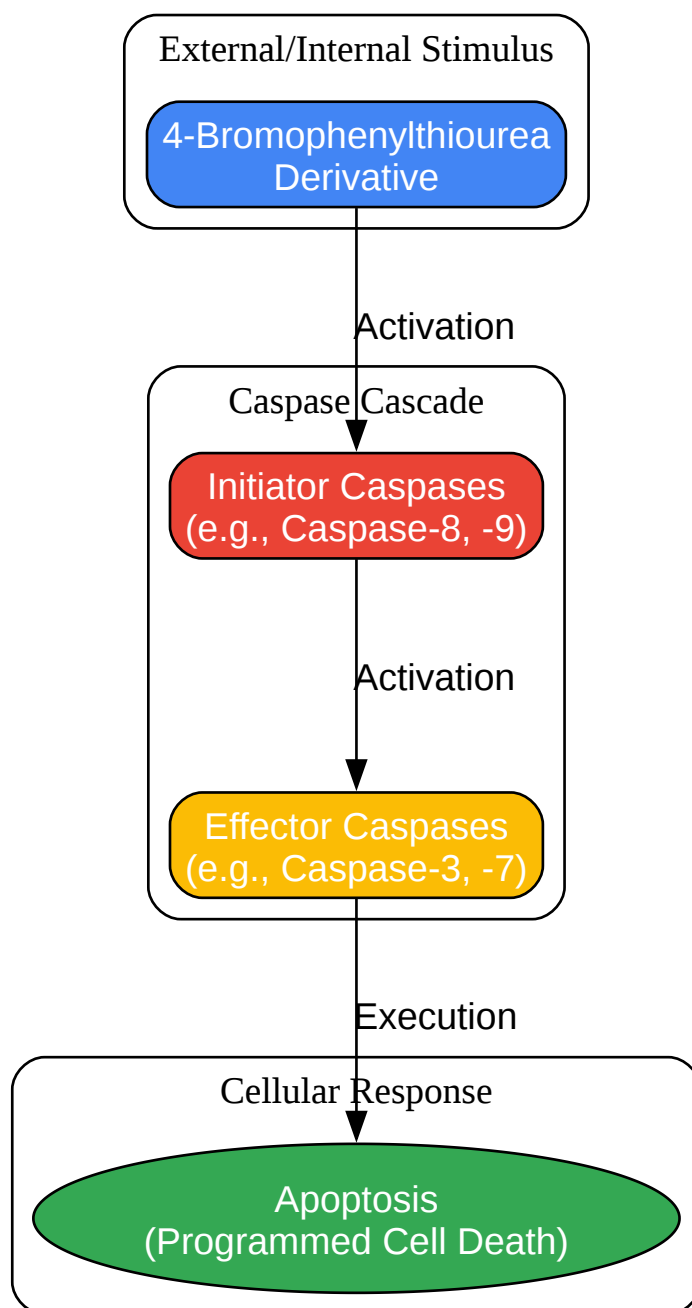 External/Internal Stimulus
4-Bromophenylthiourea
Derivative
Activation
Caspase Cascade
Initiator Caspases
(e.g., Caspase-8, -9)
Activation
Effector Caspases
(e.g., Caspase-3, -7)
Execution
Cellular Response
Apoptosis
(Programmed Cell Death)